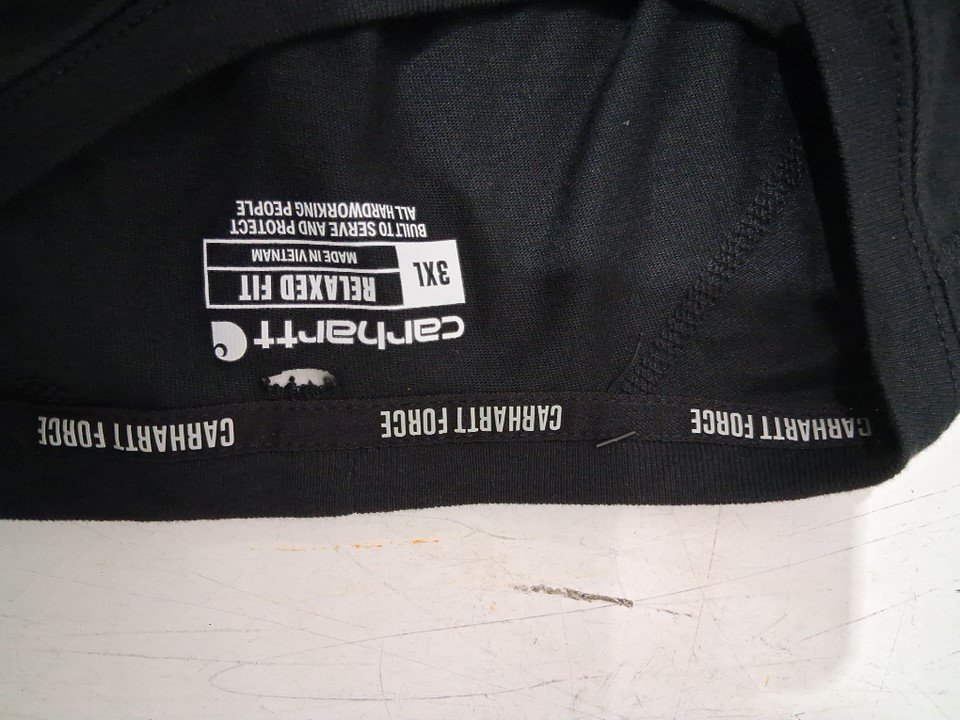 CARHARTT FORCE CARHARTT FORCE CARHARTT FORCE
carhartt
RELAXED FIT
3XL
MADE IN VIETNAM
BUILT TO SERVE AND PROTECT
ALL HARDWORKING PEOPLE